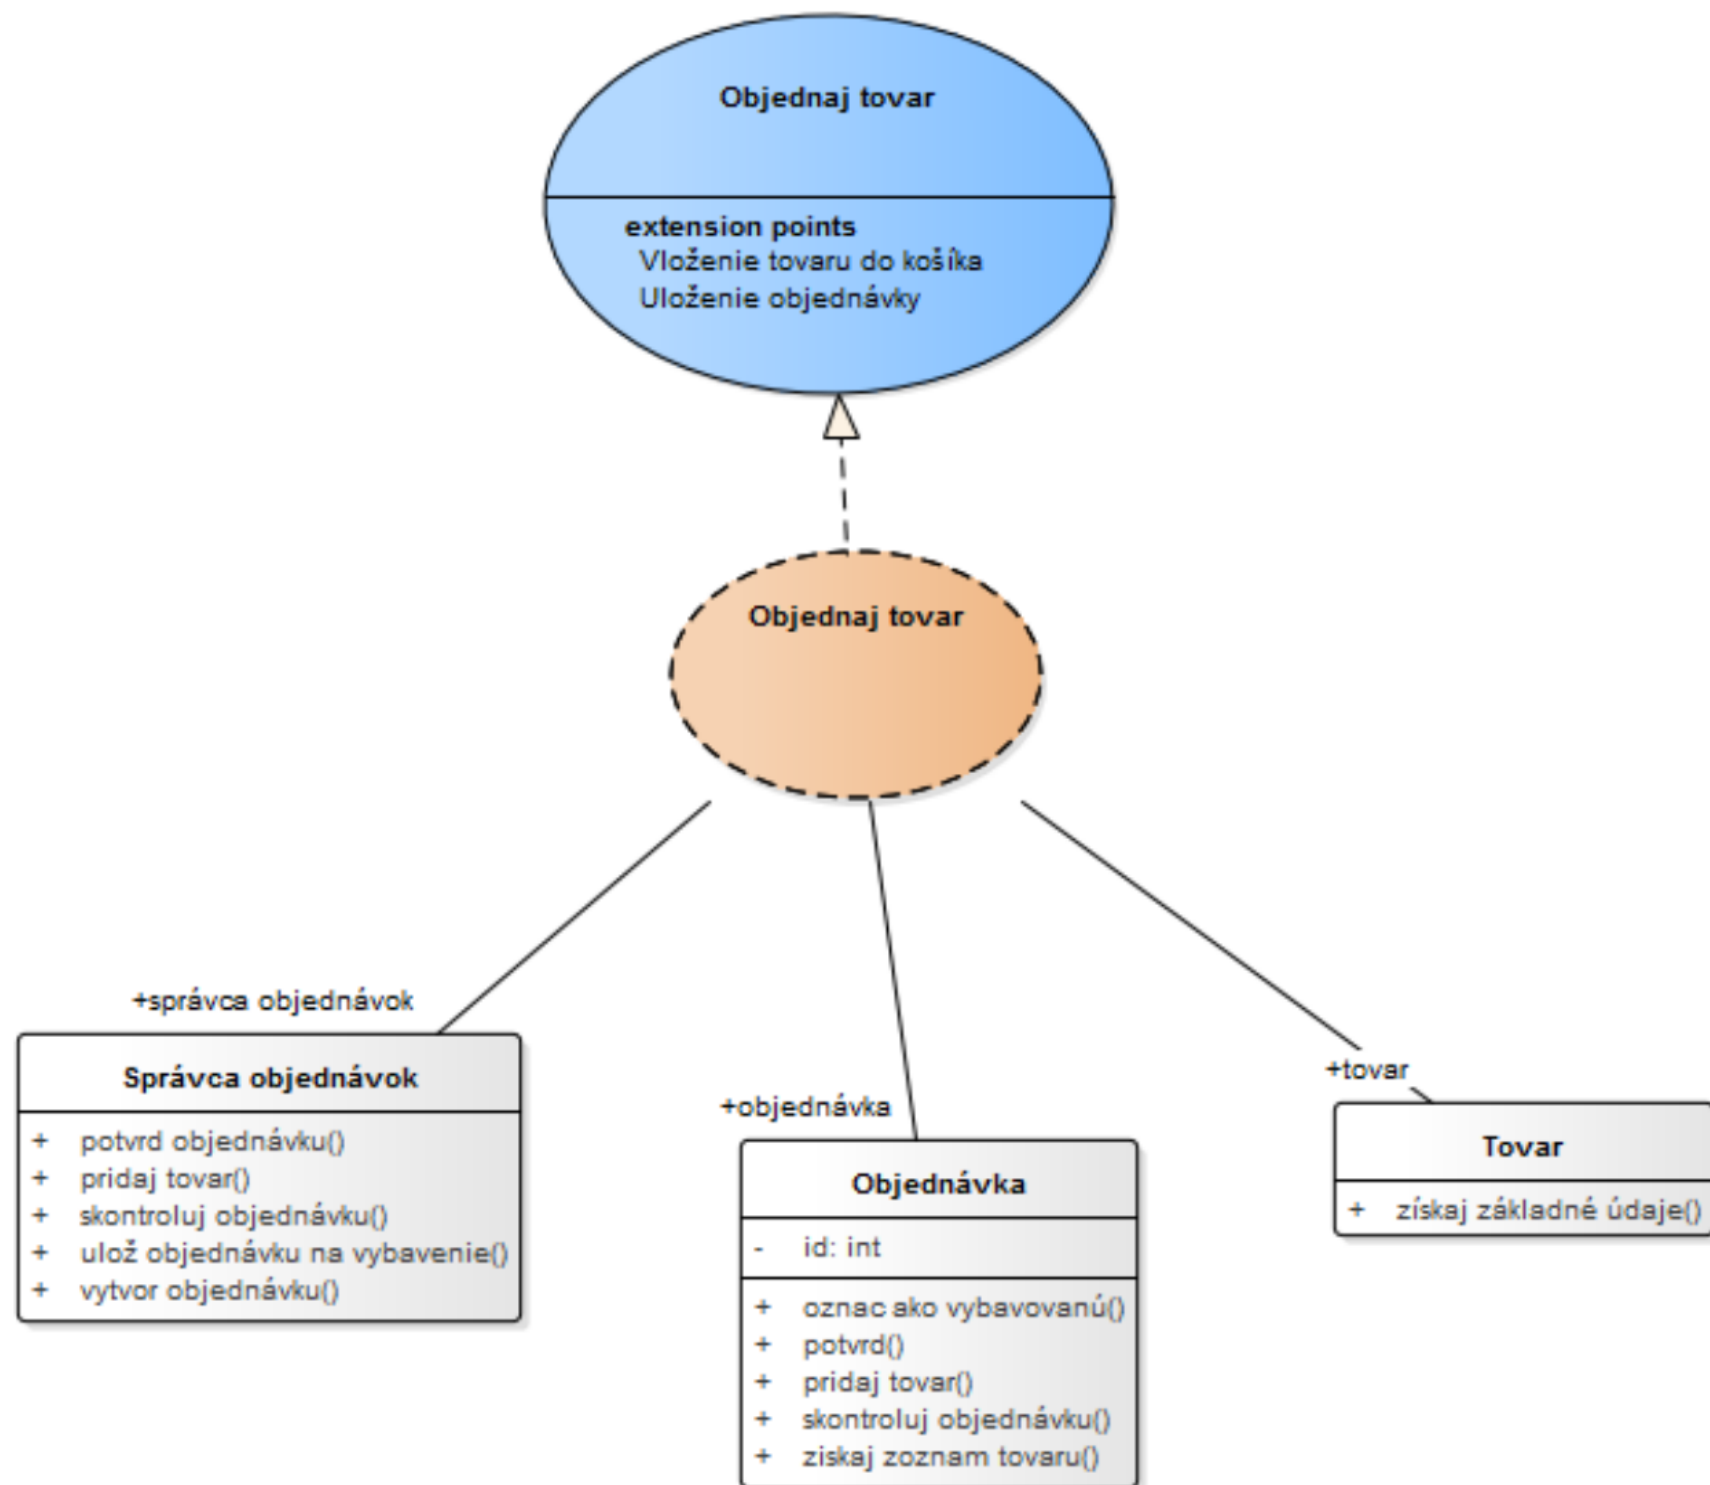 Objednaj tovar
extension points
Vloženie tovaru do košíka
Uloženie objednávky
Objednaj tovar
+správca objednávok
Správca objednávok
+ potvrd objednávku()
+ pridaj tovar()
+ skontroluj objednávku()
+ ulož objednávku na vybavenie()
+ vytvor objednávku()
+objednávka
Objednávka
- id: int
+ oznac ako vybavovanú()
+ potvrd()
+ pridaj tovar()
+ skontroluj objednávku()
+ ziskaj zoznam tovaru()
+tovar
Tovar
+ získaj základné údaje()